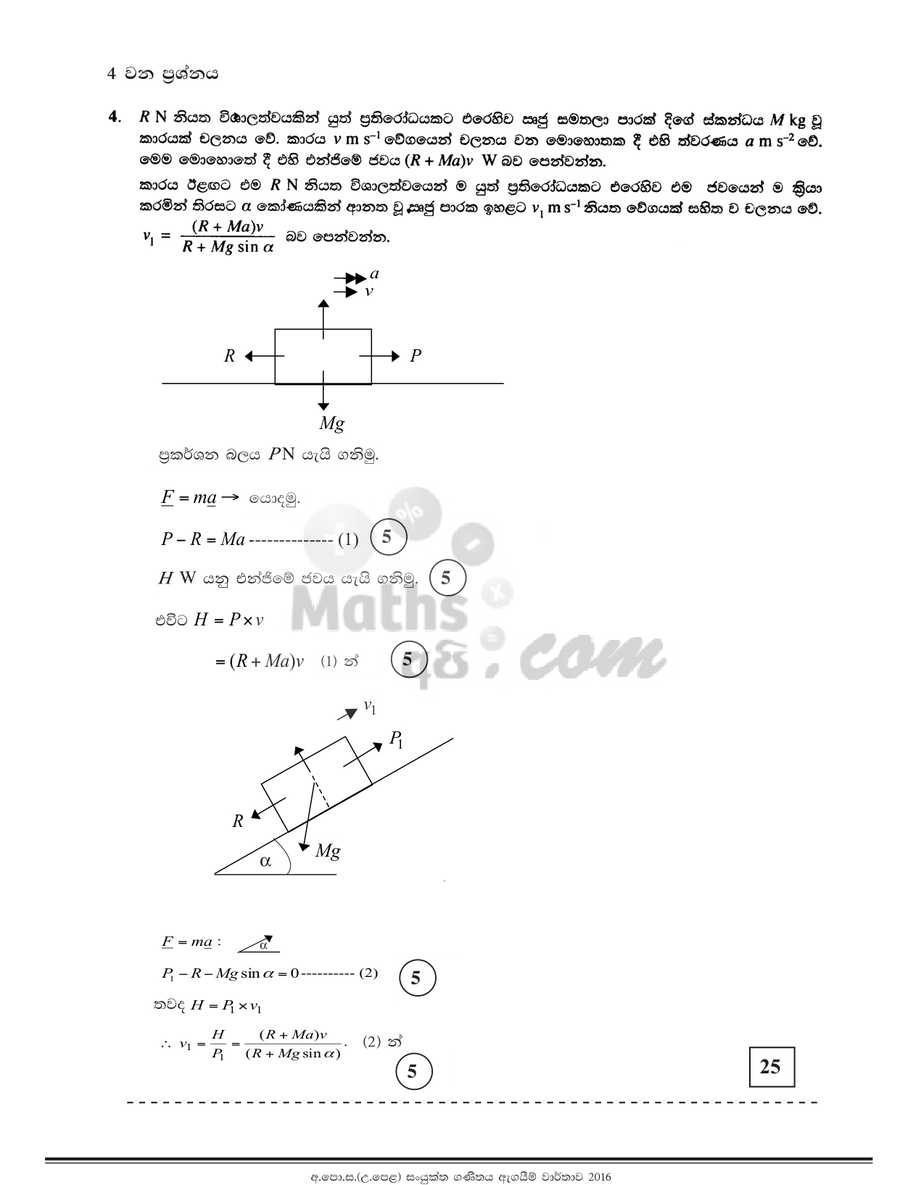 4 වන ප්‍රශ්නය
4. R N නියත විශාලත්වයකින් යුත් ප්‍රතිරෝධයකට එරෙහිව සෘජු සමතලා පාරක් දිගේ ස්කන්ධය M kg වූ
කාරයක් චලනය වේ. කාරය v m s⁻¹ වේගයෙන් චලනය වන මොහොතක දී එහි ත්වරණය a m s⁻² වේ.
මෙම මොහොතේ දී එහි එන්ජිමේ ජවය (R + Ma)v W බව පෙන්වන්න.
කාරය ඊළඟට එම R N නියත විශාලත්වයෙන් ම යුත් ප්‍රතිරෝධයකට එරෙහිව එම ජවයෙන් ම ක්‍රියා
කරමින් තිරසට α කෝණයකින් ආනත වූ සෘජු පාරක ඉහළට v₁ m s⁻¹ නියත වේගයක් සහිත ව චලනය වේ.
v₁ = (R + Ma)v / (R + Mg sin α) බව පෙන්වන්න.
a
v
R P
Mg
ප්‍රකර්ශන බලය PN යැයි ගනිමු.
F = ma → යොදමු.
P – R = Ma -------------- (1) 5
H W යනු එන්ජිමේ ජවය යැයි ගනිමු. 5
එවිට H = P × v
= (R + Ma)v (1) න් 5
Maths
අපි . com
v₁
P₁
R
Mg
α
F = ma : α
P₁ – R – Mg sin α = 0 ---------- (2) 5
තවද H = P₁ × v₁
∴ v₁ = H / P₁ = (R + Ma)v / (R + Mg sin α) . (2) න්
5
25
අ.පො.ස.(උ.පෙළ) සංයුක්ත ගණිතය ඇගයීම් වාර්තාව 2016